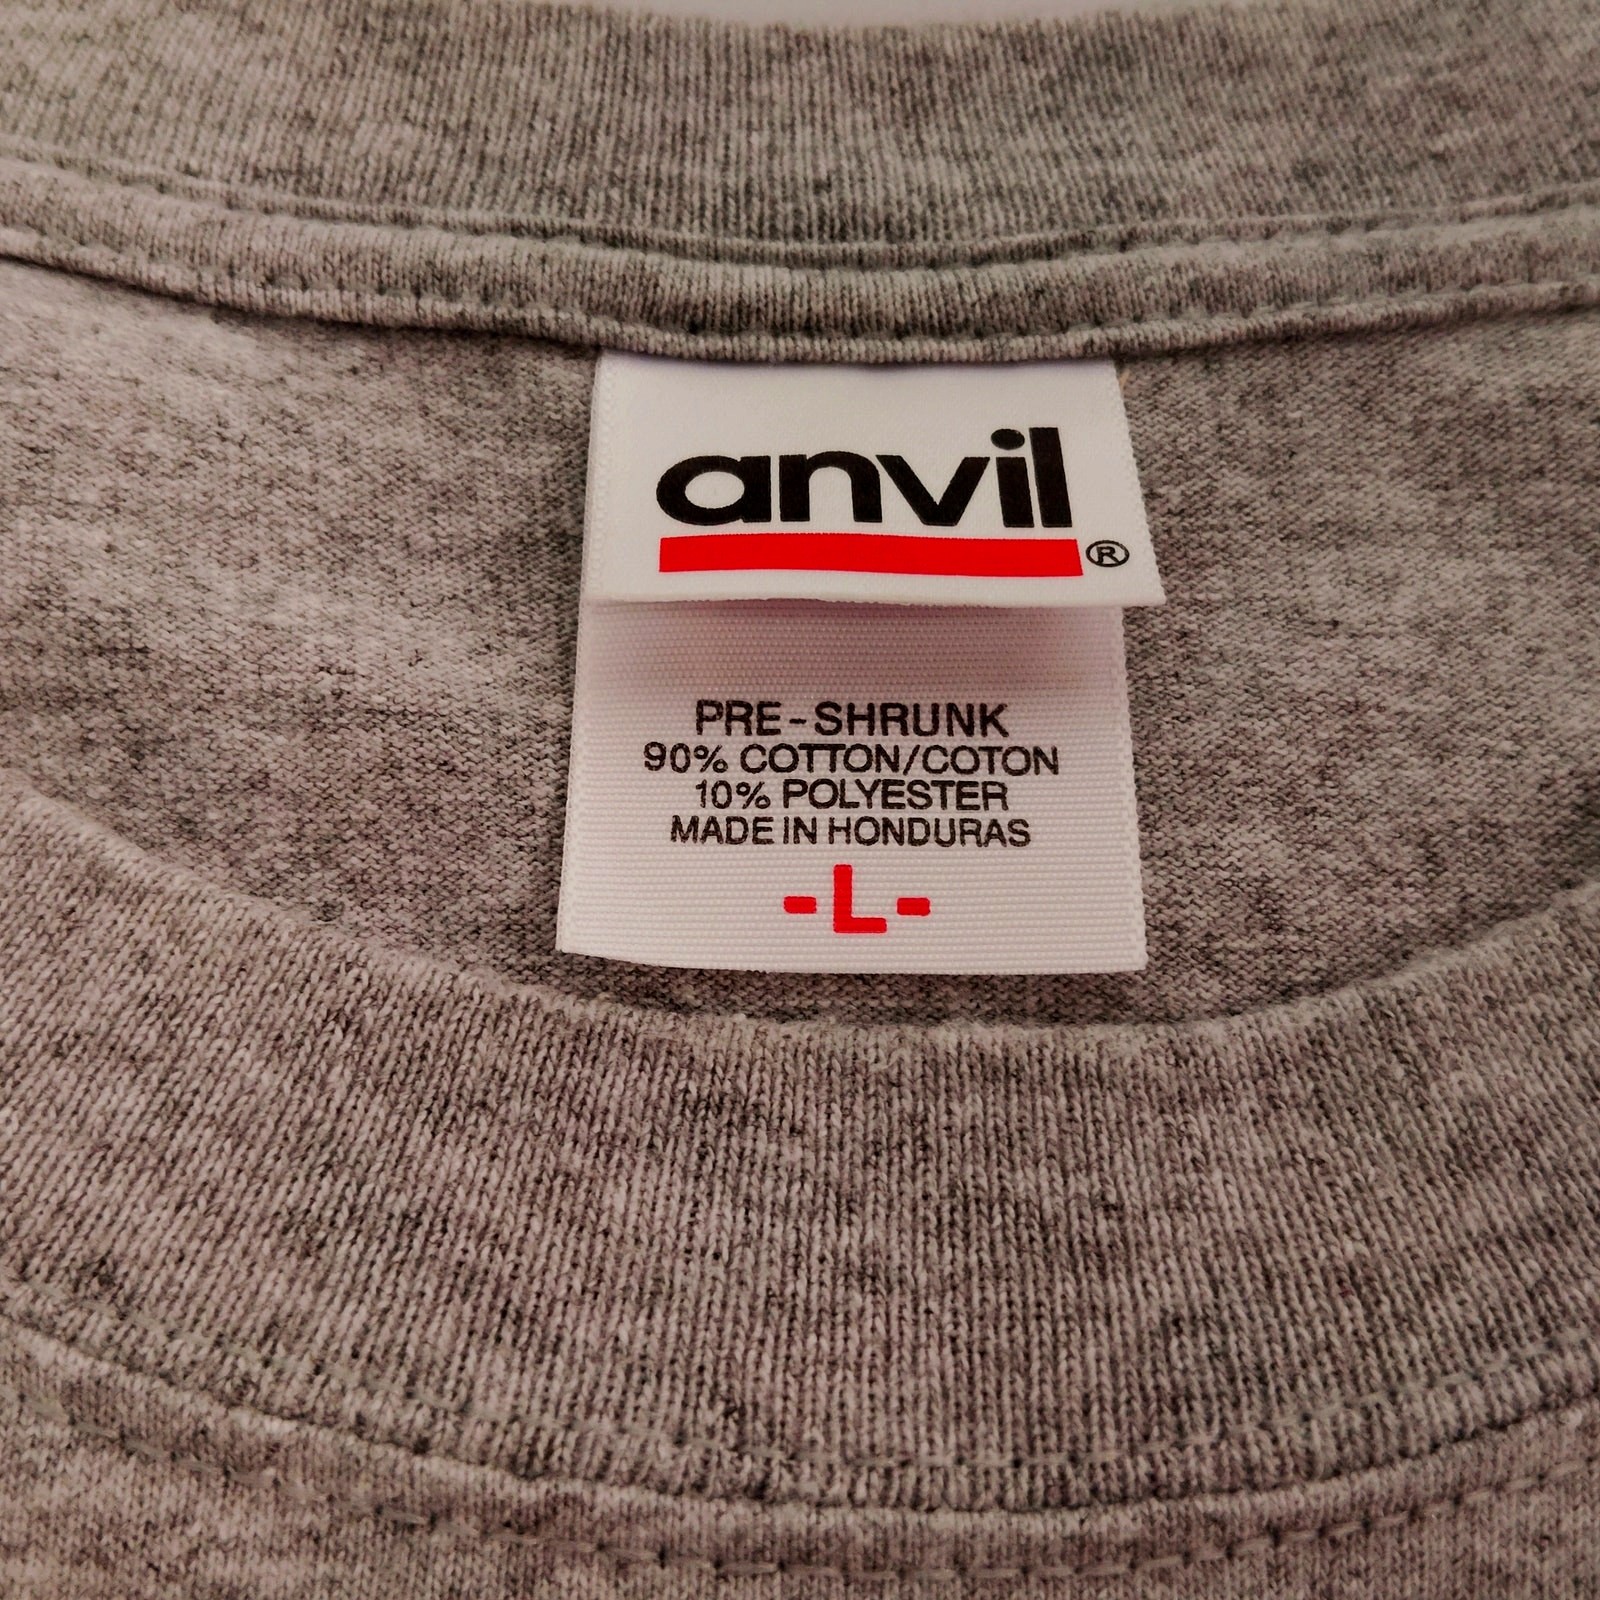 anvil®
PRE-SHRUNK
90% COTTON/COTON
10% POLYESTER
MADE IN HONDURAS
-L-